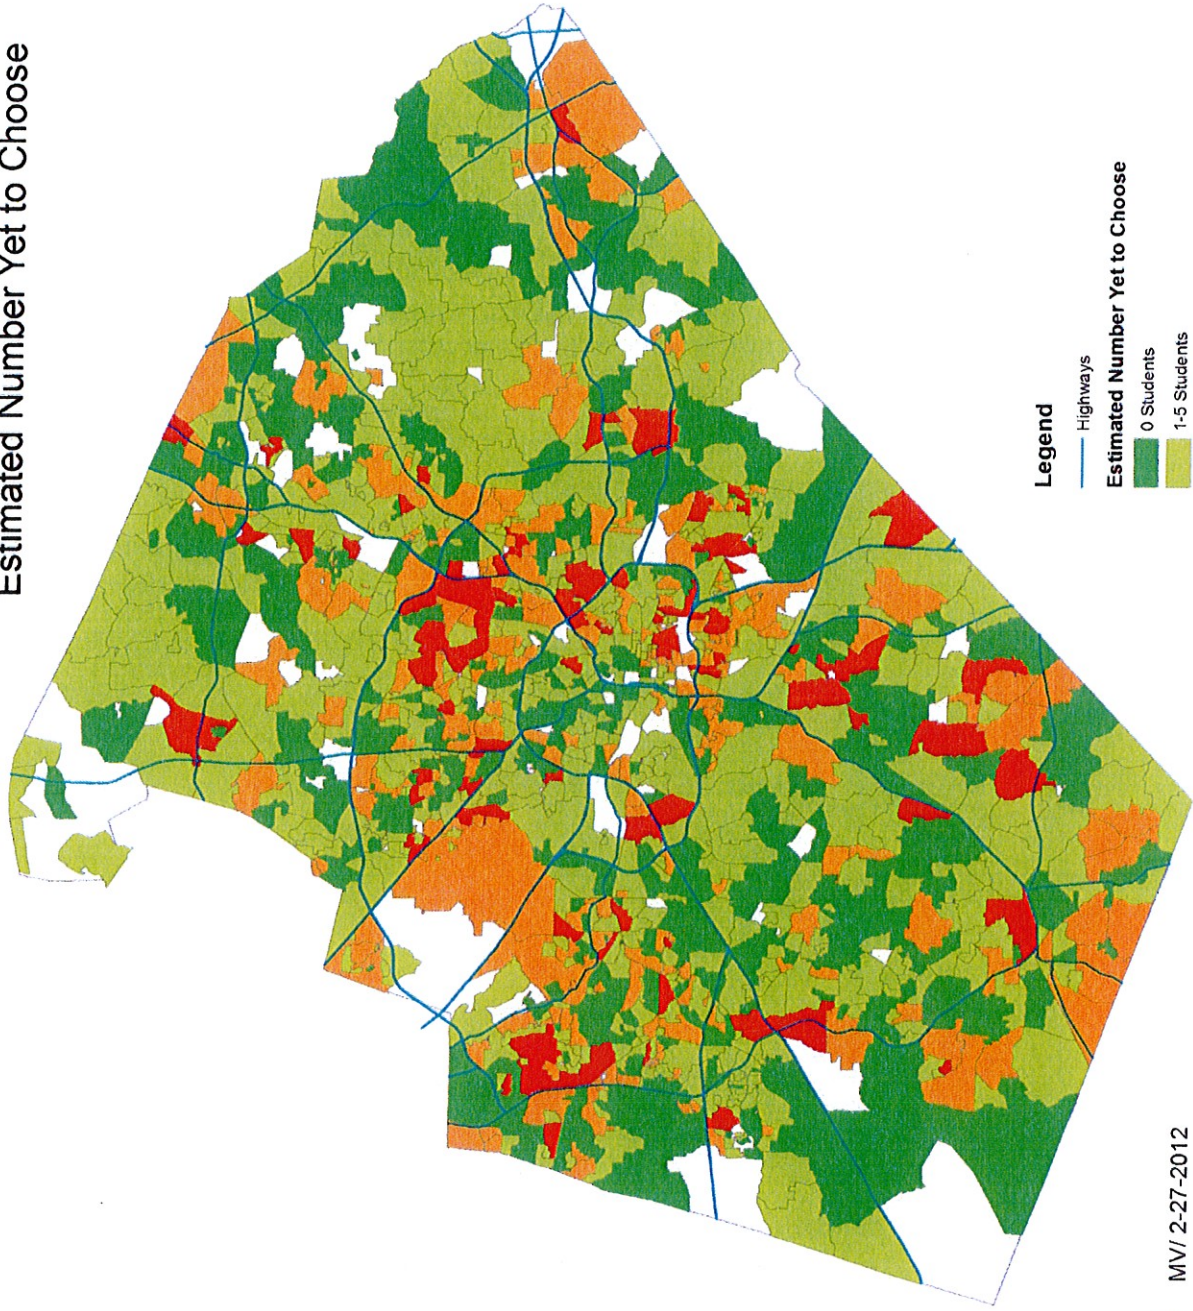 Estimated Number Yet to Choose
Legend
Highways
Estimated Number Yet to Choose
0 Students
1-5 Students
MV/ 2-27-2012